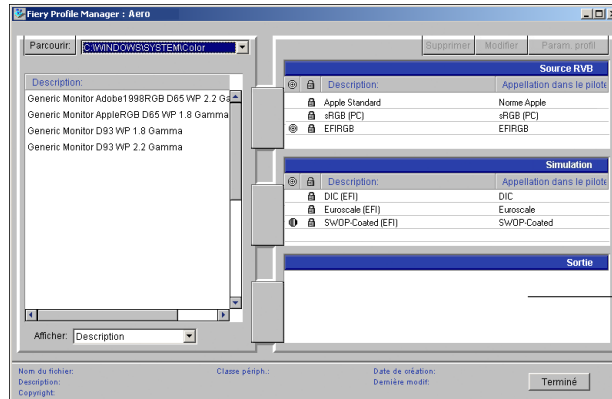 Fiery Profile Manager : Aero
Parcourir: C:\WINDOWS\SYSTEM\Color
Supprimer Modifier Param. profil
Description:
Generic Monitor Adobe1998RGB D65 WP 2.2 Ga
Generic Monitor AppleRGB D65 WP 1.8 Gamma
Generic Monitor D93 WP 1.8 Gamma
Generic Monitor D93 WP 2.2 Gamma
Afficher: Description
Source RVB
Description: Appellation dans le pilote
Apple Standard Norme Apple
sRGB (PC) sRGB (PC)
EFIRGB EFIRGB
Simulation
Description: Appellation dans le pilote
DIC (EFI) DIC
Euroscale (EFI) Euroscale
SWOP-Coated (EFI) SWOP-Coated
Sortie
Nom du fichier: Classe périph.: Date de création:
Description: Dernière modif:
Copyright:
Terminé